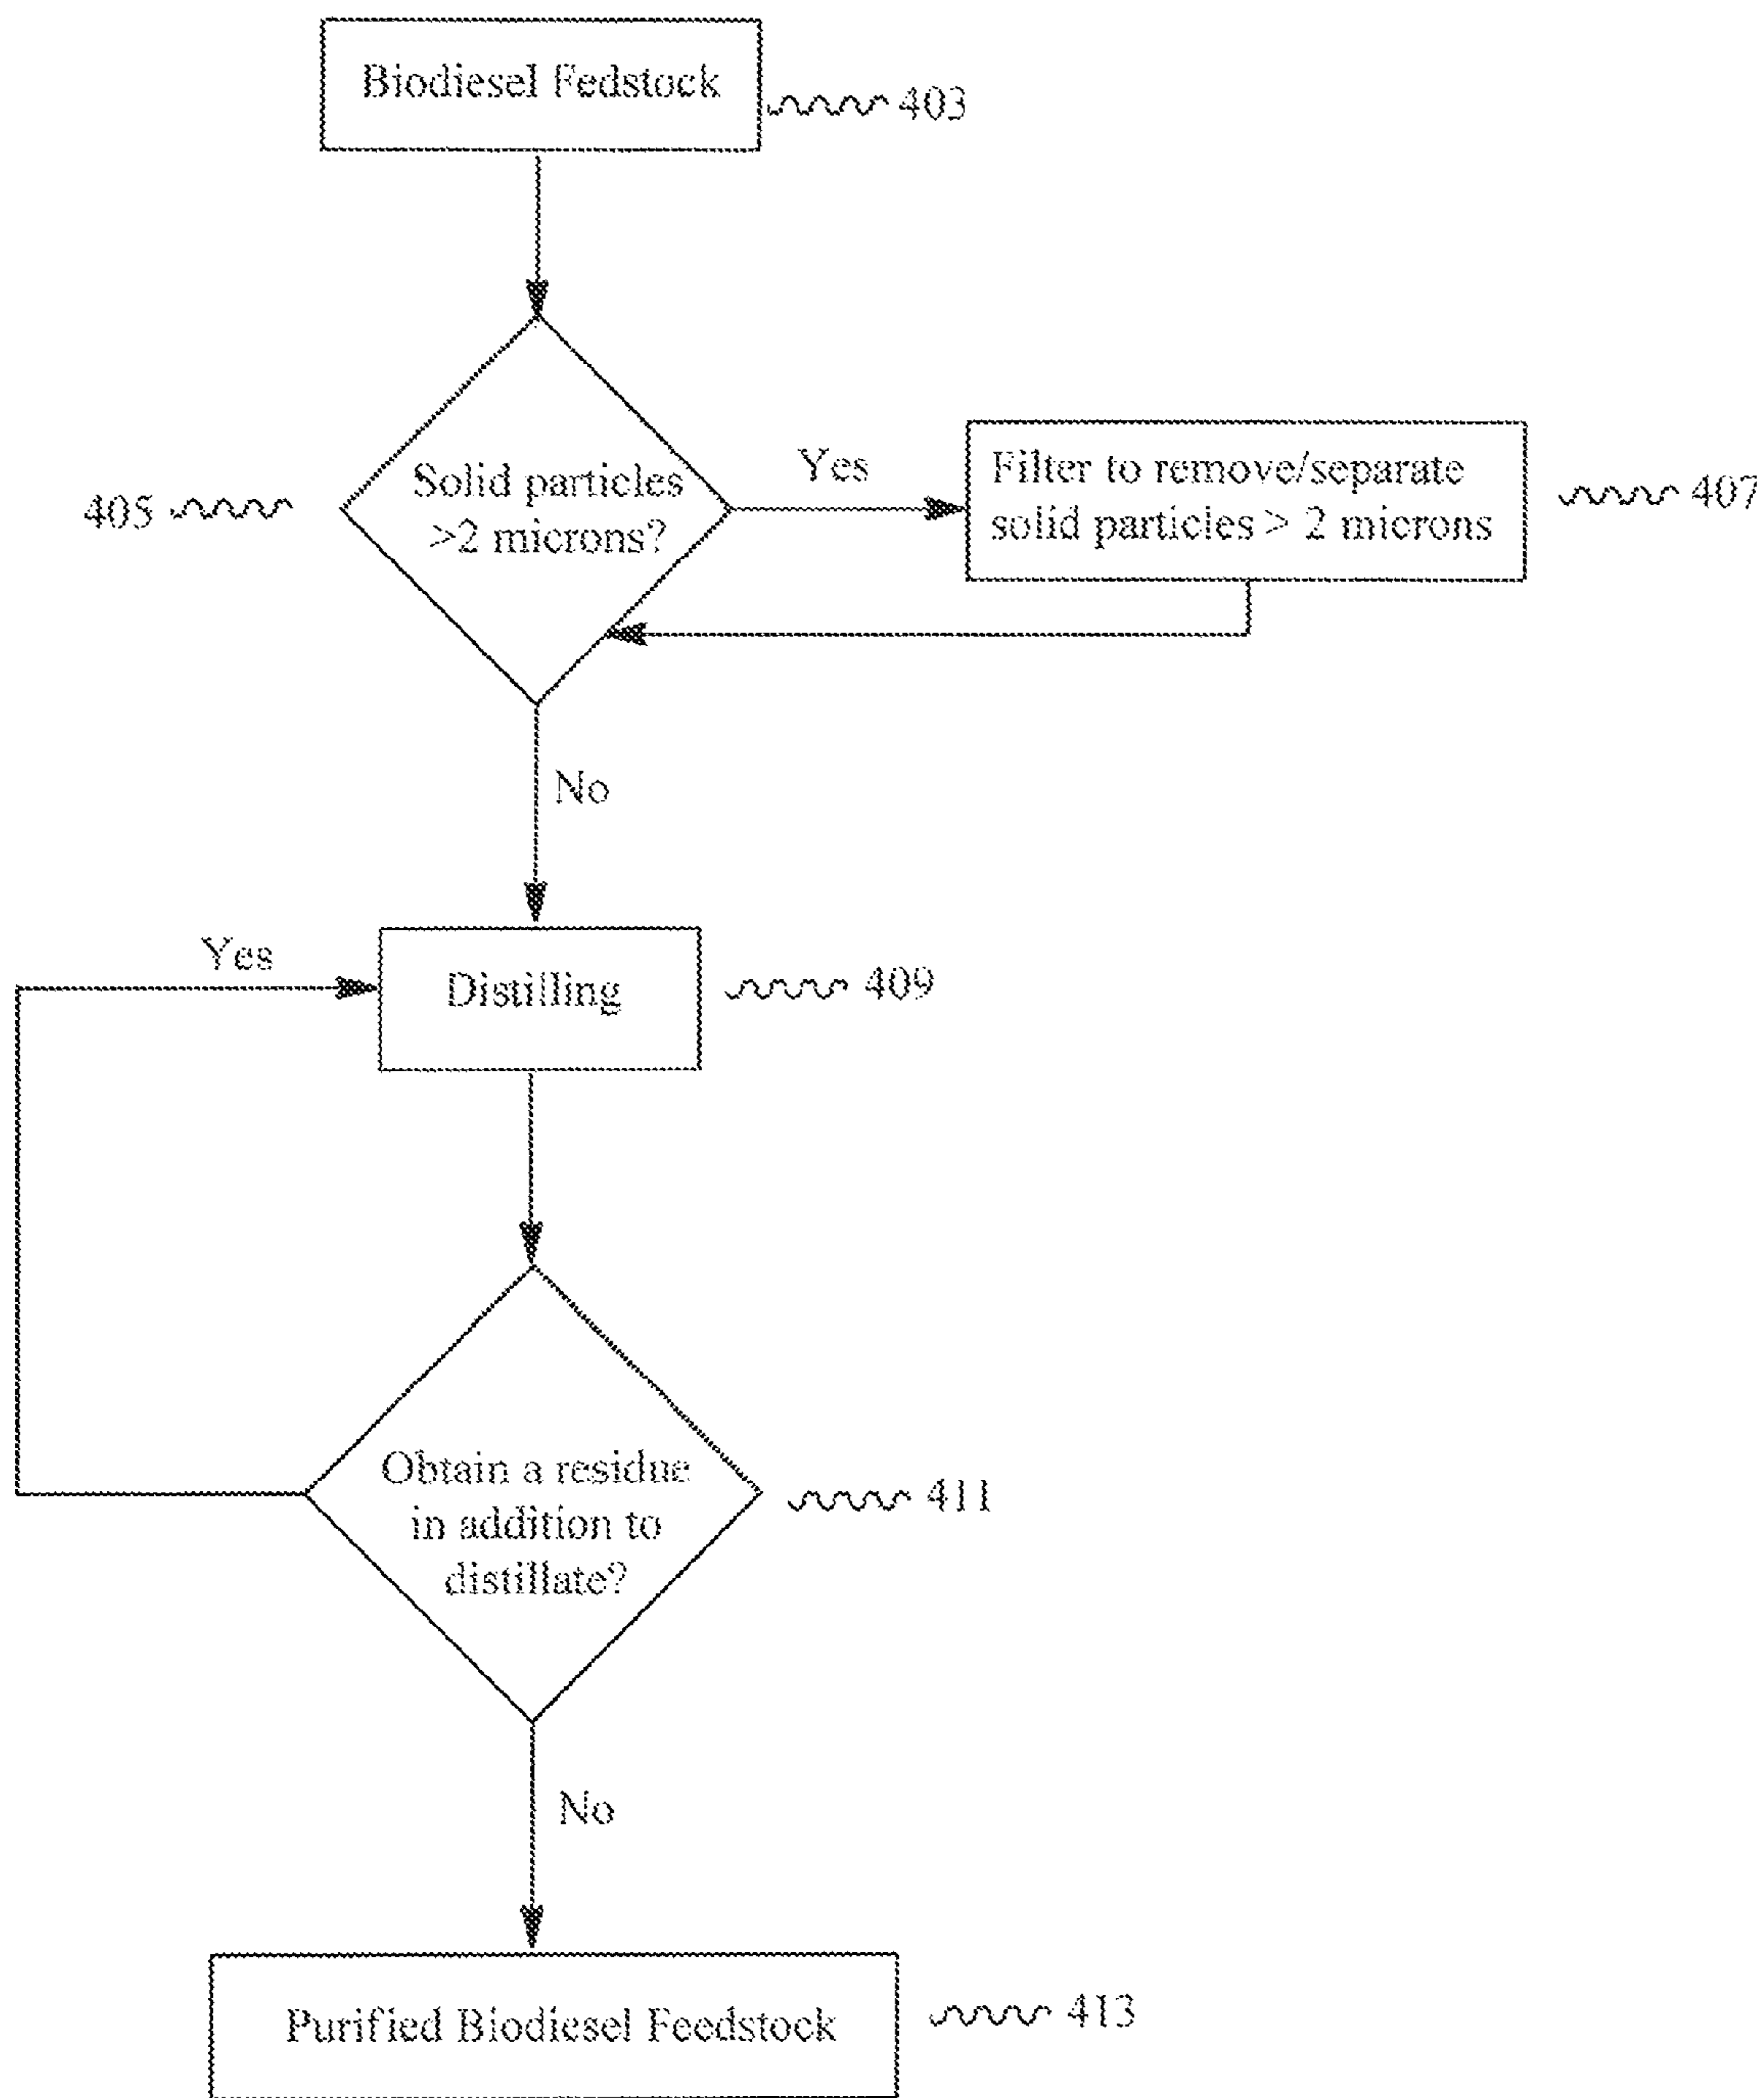 Biodiesel Fedstock
403
Solid particles
>2 microns?
405
Yes
Filter to remove/separate
solid particles > 2 microns
407
No
Yes
Distilling
409
Obtain a residue
in addition to
distillate?
411
No
Purified Biodiesel Feedstock
413